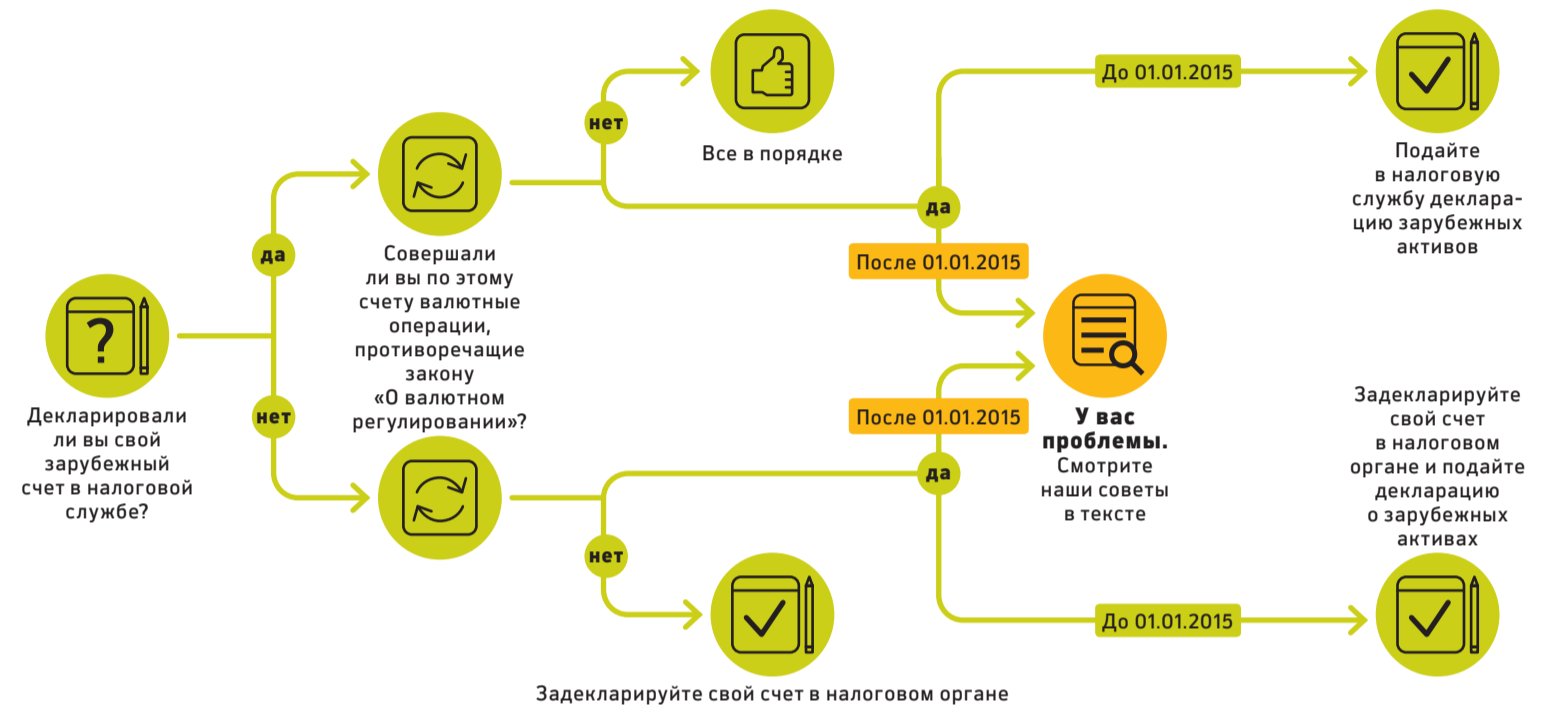 ?
Декларировали
ли вы свой
зарубежный
счет в налоговой
службе?
да
нет
Совершали
ли вы по этому
счету валютные
операции,
противоречащие
закону
«О валютном
регулировании»?
нет
Все в порядке
да
До 01.01.2015
Подайте
в налоговую
службу деклара-
цию зарубежных
активов
После 01.01.2015
У вас
проблемы.
Смотрите
наши советы
в тексте
После 01.01.2015
да
нет
Задекларируйте свой счет в налоговом органе
До 01.01.2015
Задекларируйте
свой счет
в налоговом
органе и подайте
декларацию
о зарубежных
активах